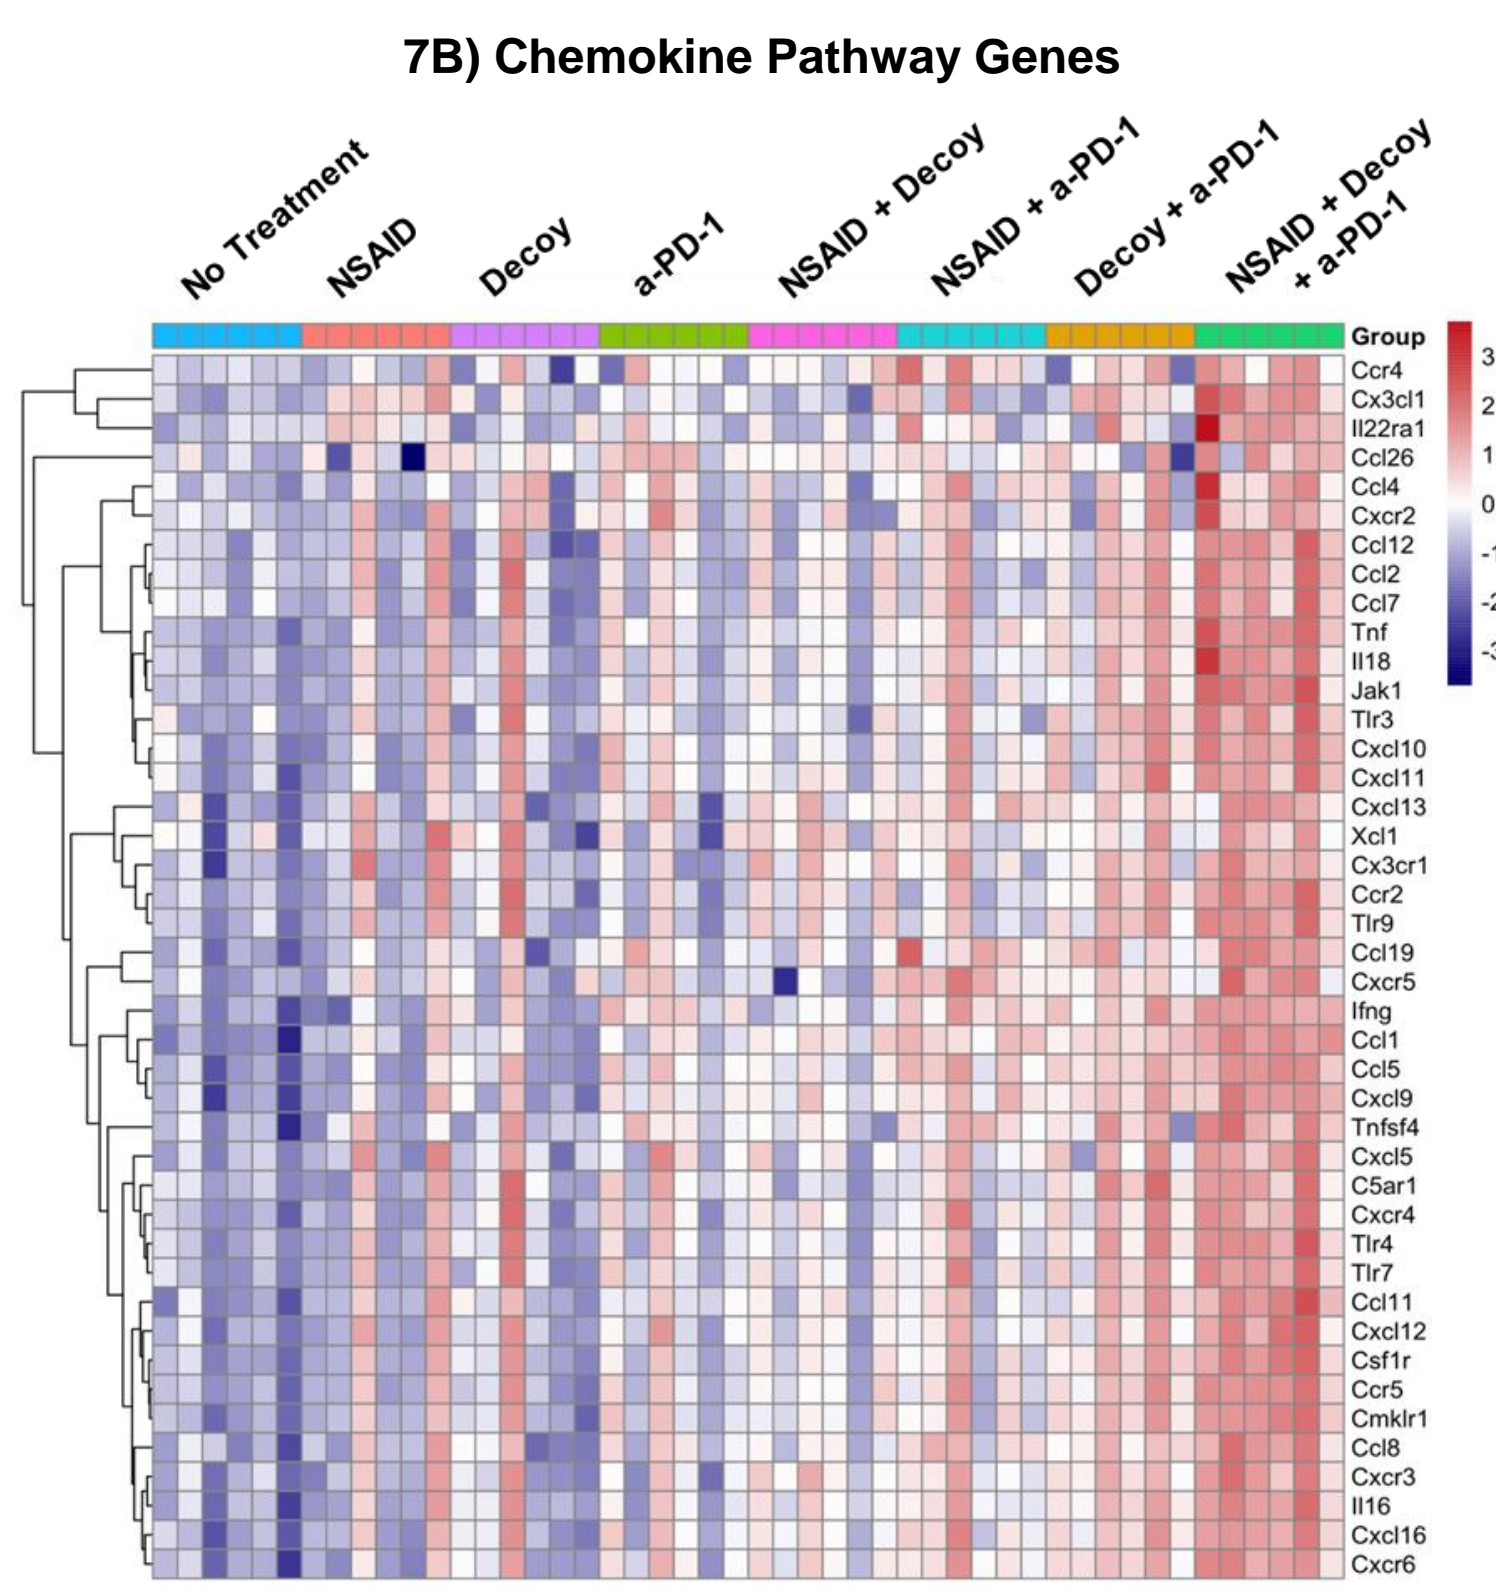 7B) Chemokine Pathway Genes
No Treatment
NSAID
Decoy
a-PD-1
NSAID + Decoy
NSAID + a-PD-1
Decoy + a-PD-1
NSAID + Decoy
+ a-PD-1
Group
Ccr4
Cx3cl1
Il22ra1
Ccl26
Ccl4
Cxcr2
Ccl12
Ccl2
Ccl7
Tnf
Il18
Jak1
Tlr3
Cxcl10
Cxcl11
Cxcl13
Xcl1
Cx3cr1
Ccr2
Tlr9
Ccl19
Cxcr5
Ifng
Ccl1
Ccl5
Cxcl9
Tnfsf4
Cxcl5
C5ar1
Cxcr4
Tlr4
Tlr7
Ccl11
Cxcl12
Csf1r
Ccr5
Cmklr1
Ccl8
Cxcr3
Il16
Cxcl16
Cxcr6
3
2
1
0
-1
-2
-3